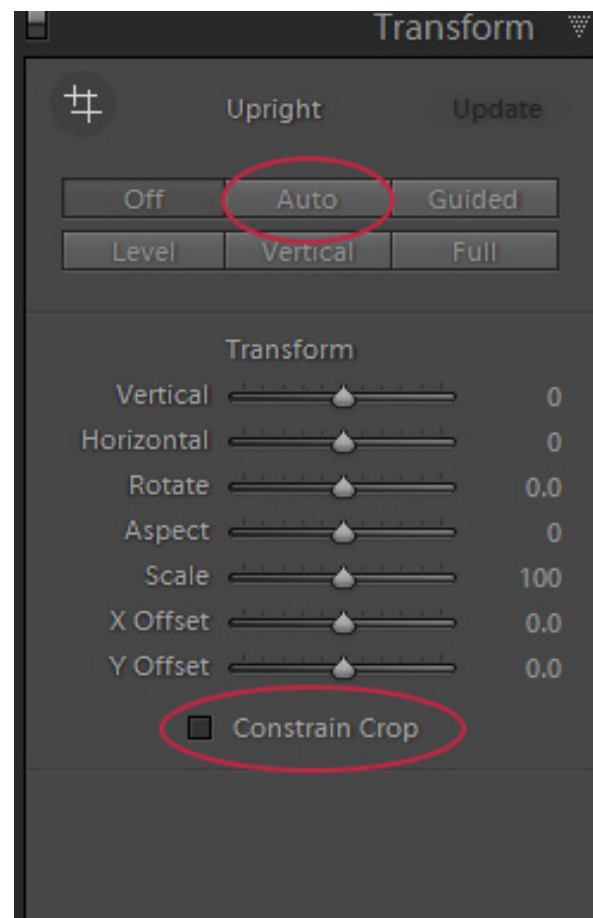 Transform
Upright Update
Off Auto Guided
Level Vertical Full
Transform
Vertical 0
Horizontal 0
Rotate 0.0
Aspect 0
Scale 100
X Offset 0.0
Y Offset 0.0
Constrain Crop